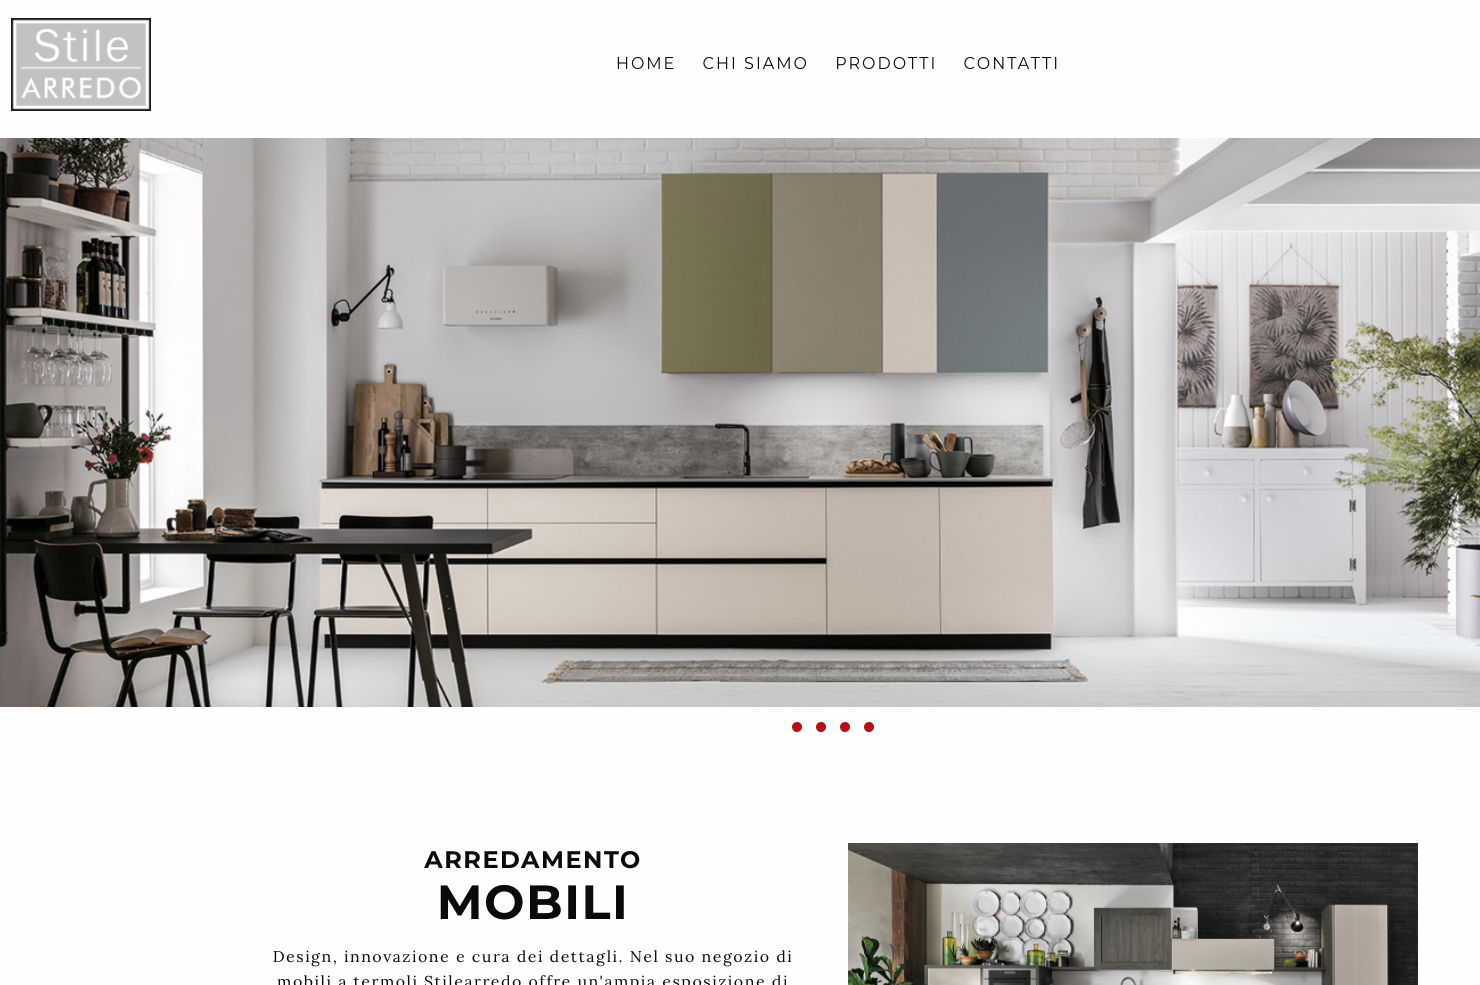 Stile
ARREDO
HOME CHI SIAMO PRODOTTI CONTATTI
ARREDAMENTO
MOBILI
Design, innovazione e cura dei dettagli. Nel suo negozio di
mobili a termoli Stilearredo offre un'ampia esposizione di